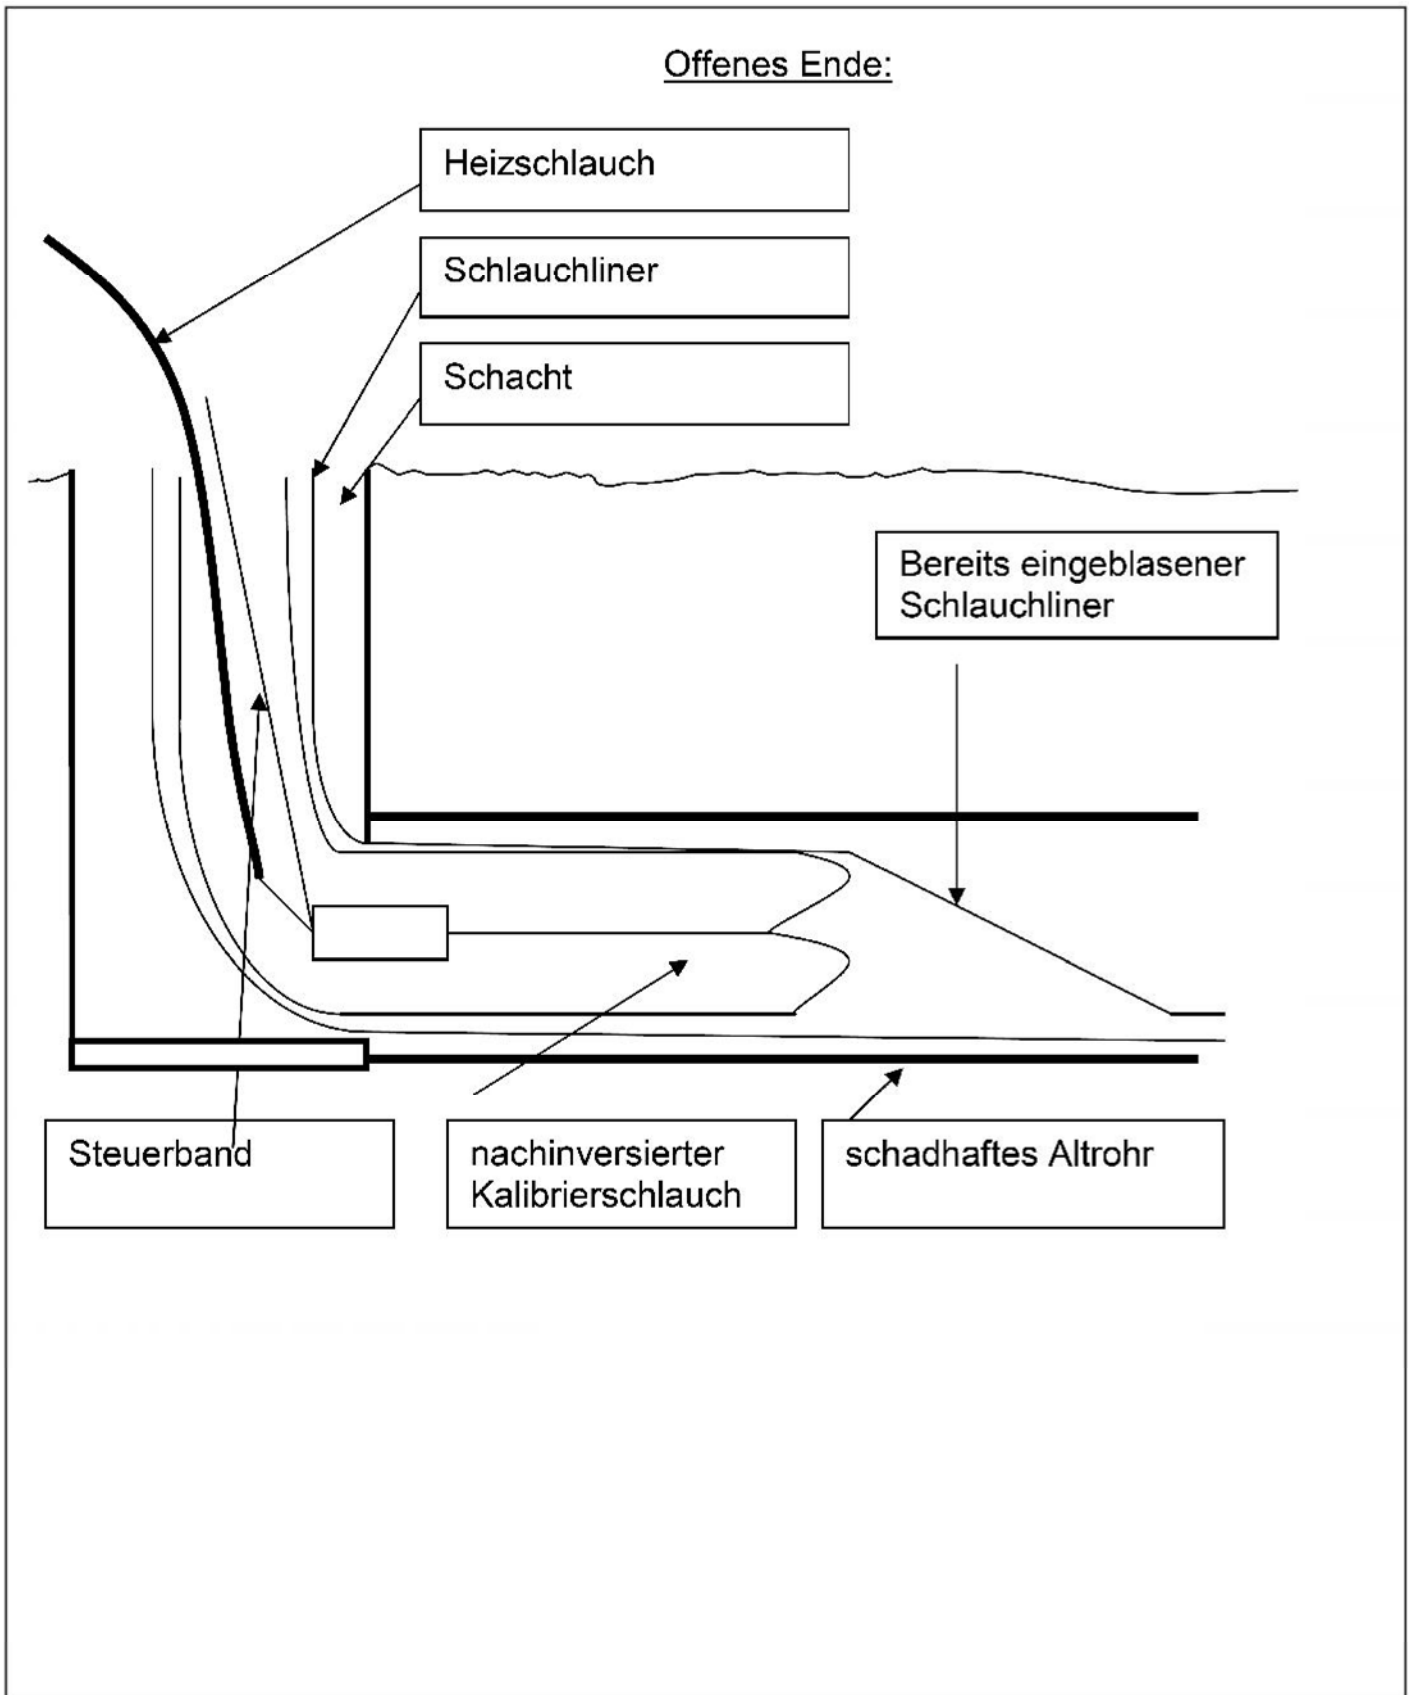 Offenes Ende:
Heizschlauch
Schlauchliner
Schacht
Bereits eingeblasener
Schlauchliner
Steuerband
nachinversierter
Kalibrierschlauch
schadhaftes Altrohr